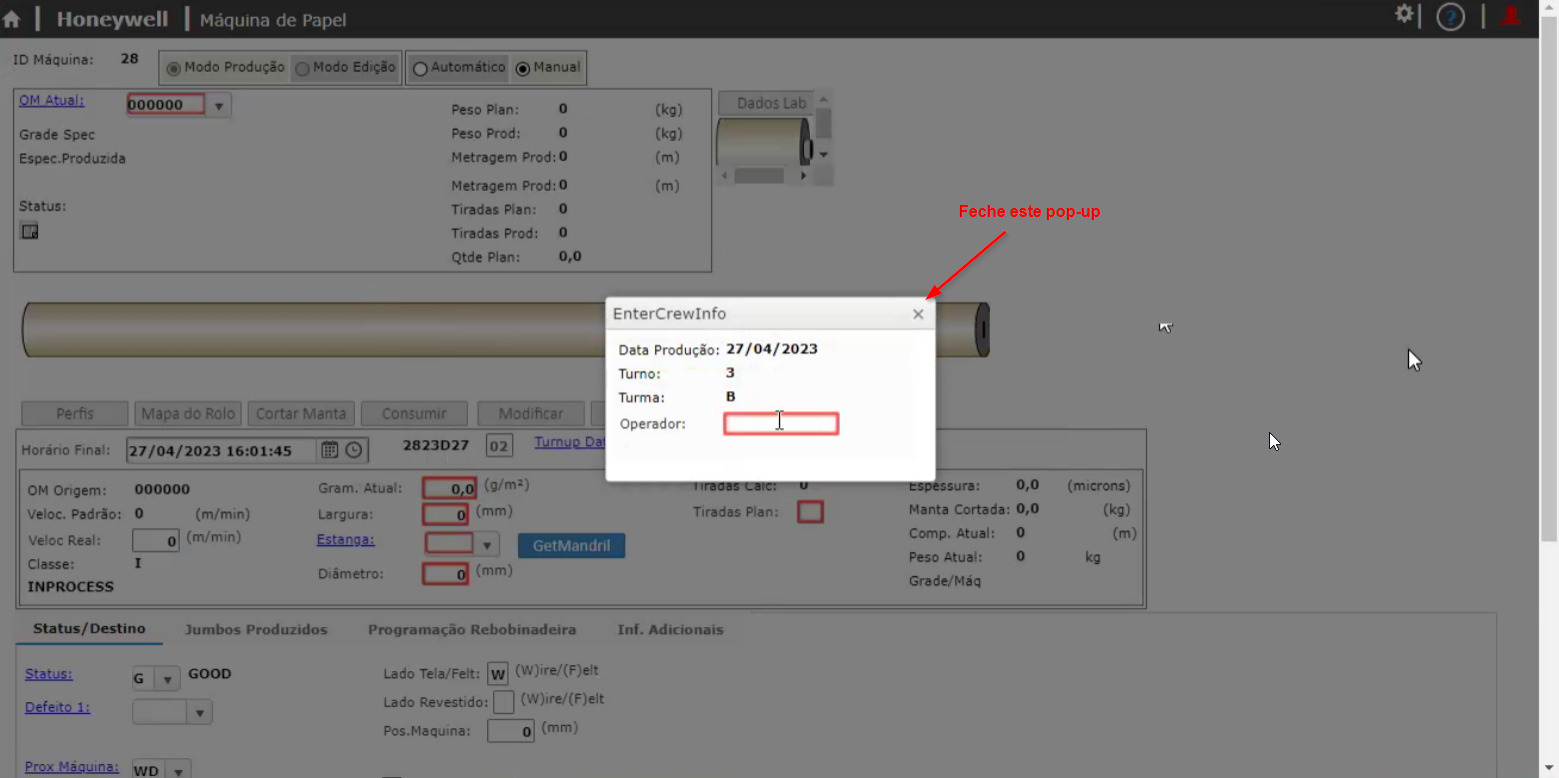 Honeywell Máquina de Papel
ID Máquina: 28 Modo Produção Modo Edição Automático Manual
OM Atual: 000000
Grade Spec
Espec.Produzida
Status:
Peso Plan: 0 (kg)
Peso Prod: 0 (kg)
Metragem Prod: 0 (m)
Metragem Prod: 0 (m)
Tiradas Plan: 0
Tiradas Prod: 0
Qtde Plan: 0,0
Dados Lab
Feche este pop-up
EnterCrewInfo
Data Produção: 27/04/2023
Turno: 3
Turma: B
Operador:
Perfis Mapa do Rolo Cortar Manta Consumir Modificar
Horário Final: 27/04/2023 16:01:45 2823D27 02 Turnup Dat
OM Origem: 000000
Veloc. Padrão: 0 (m/min)
Veloc Real: 0 (m/min)
Classe: I
INPROCESS
Gram. Atual: 0,0 (g/m²)
Largura: 0 (mm)
Estanga: GetMandril
Diâmetro: 0 (mm)
Tiradas Calc: 0
Tiradas Plan:
Espessura: 0,0 (microns)
Manta Cortada: 0,0 (kg)
Comp. Atual: 0 (m)
Peso Atual: 0 kg
Grade/Máq
Status/Destino Jumbos Produzidos Programação Rebobinadeira Inf. Adicionais
Status: G GOOD
Defeito 1:
Prox Máquina: WD
Lado Tela/Felt: W (W)ire/(F)elt
Lado Revestido: (W)ire/(F)elt
Pos.Maquina: 0 (mm)